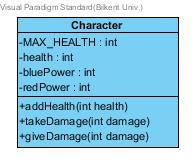 Visual Paradigm Standard(Bilkent Univ.)
Character
-MAX_HEALTH : int
-health : int
-bluePower : int
-redPower : int
+addHealth(int health)
+takeDamage(int damage)
+giveDamage(int damage)